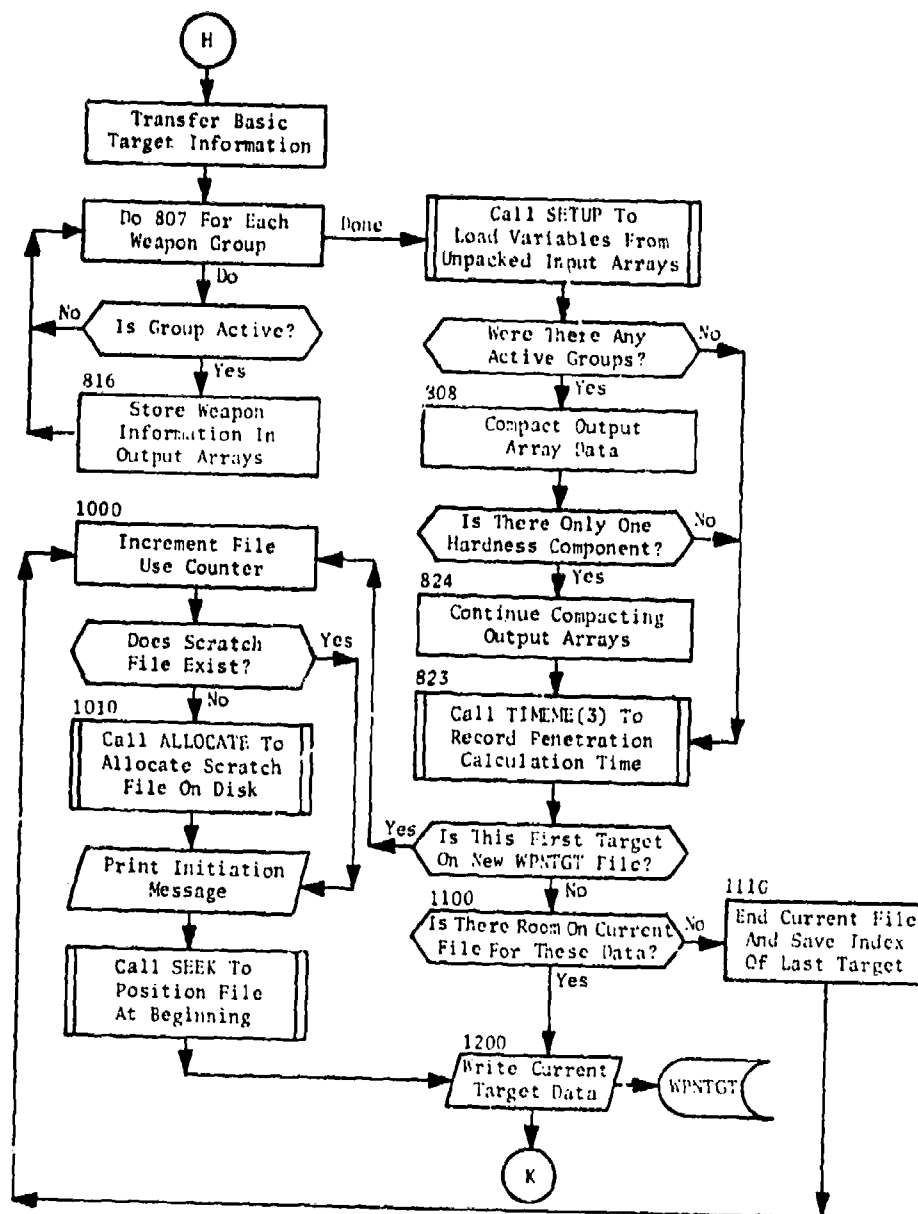 H
Transfer Basic
Target Information
Do 807 For Each
Weapon Group
Done
Do
No
Is Group Active?
Yes
816
Store Weapon
Information In
Output Arrays
Call SETUP To
Load Variables From
Unpacked Input Arrays
Were There Any
Active Groups?
No
Yes
808
Compact Output
Array Data
Is There Only One
Hardness Component?
No
Yes
824
Continue Compacting
Output Arrays
823
Call TIMEME(3) To
Record Penetration
Calculation Time
Is This First Target
On New WPNTGT File?
Yes
No
1100
Is There Room On Current
File For These Data?
No
Yes
1110
End Current File
And Save Index
Of Last Target
1000
Increment File
Use Counter
Does Scratch
File Exist?
Yes
No
1010
Call ALLOCATE To
Allocate Scratch
File On Disk
Print Initiation
Message
Call SEEK To
Position File
At Beginning
1200
Write Current
Target Data
WPNTGT
K